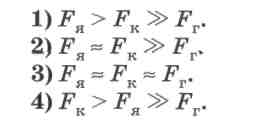 1) Fя > Fк ≫ Fг.
2) Fя ≈ Fк ≫ Fг.
3) Fя ≈ Fк ≈ Fг.
4) Fк > Fя ≫ Fг.